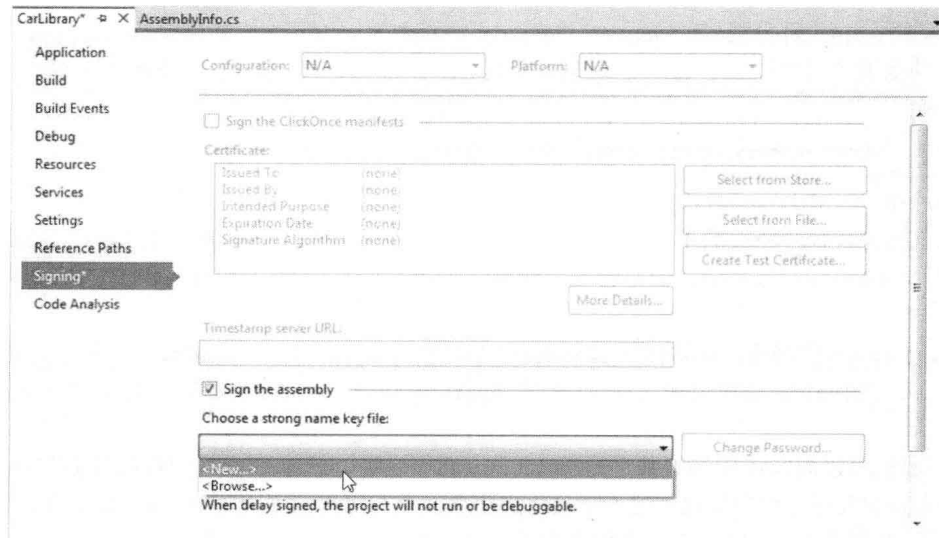 CarLibrary* AssemblyInfo.cs
Application
Build
Build Events
Debug
Resources
Services
Settings
Reference Paths
Signing*
Code Analysis
Configuration: N/A Platform: N/A
Sign the ClickOnce manifests
Certificate:
Issued To (none)
Issued By (none)
Intended Purpose (none)
Expiration Date (none)
Signature Algorithm (none)
Select from Store...
Select from File...
Create Test Certificate...
More Details...
Timestamp server URL:
Sign the assembly
Choose a strong name key file:
Change Password...
<New...>
<Browse...>
When delay signed, the project will not run or be debuggable.